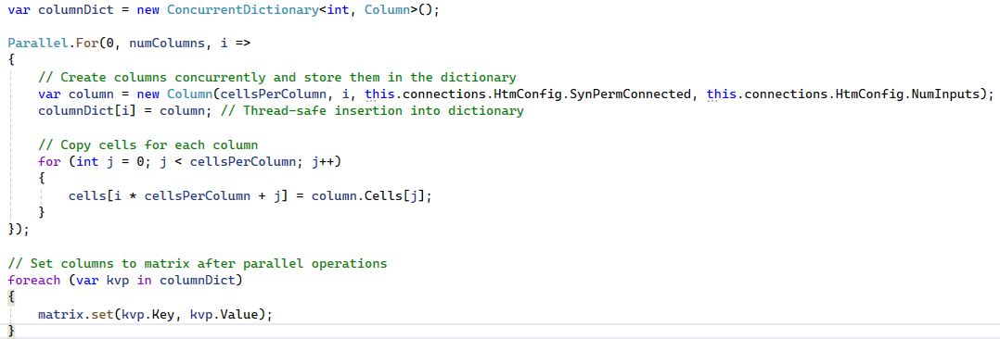 var columnDict = new ConcurrentDictionary<int, Column>();

Parallel.For(0, numColumns, i =>
{
    // Create columns concurrently and store them in the dictionary
    var column = new Column(cellsPerColumn, i, this.connections.HtmConfig.SynPermConnected, this.connections.HtmConfig.NumInputs);
    columnDict[i] = column; // Thread-safe insertion into dictionary

    // Copy cells for each column
    for (int j = 0; j < cellsPerColumn; j++)
    {
        cells[i * cellsPerColumn + j] = column.Cells[j];
    }
});

// Set columns to matrix after parallel operations
foreach (var kvp in columnDict)
{
    matrix.set(kvp.Key, kvp.Value);
}